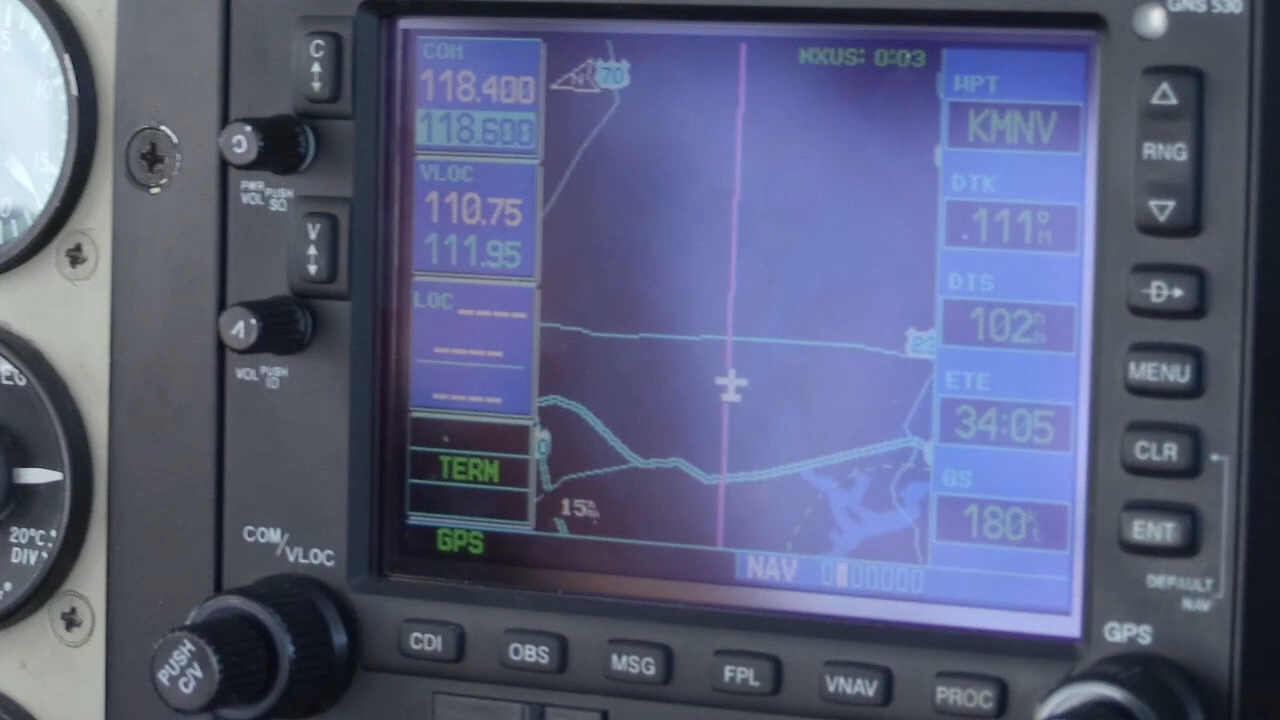 GNS 530
C
COM
118.400
118.600
VLOC
110.75
111.95
LOC
TERM
GPS
N
70
NXUS: 0:03
15
NAV
WPT
KMNV
DTK
.111°M
DIS
102
ETE
34:05
GS
180
RNG
MENU
CLR
ENT
DEFAULT
NAV
GPS
C
PWR PUSH
VOL SQ
V
V
VOL PUSH
ID
COM/VLOC
PUSH
C/V
CDI
OBS
MSG
FPL
VNAV
PROC
20°C
DIV